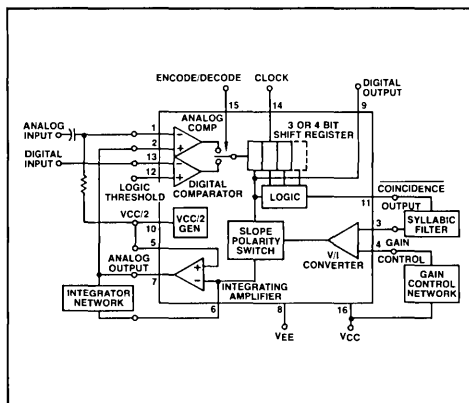 ENCODE/DECODE
CLOCK
DIGITAL
OUTPUT
15
14
9
ANALOG
INPUT
ANALOG
COMP
3 OR 4 BIT
SHIFT REGISTER
1
2
13
12
DIGITAL
INPUT
LOGIC
THRESHOLD
DIGITAL
COMPARATOR
LOGIC
COINCIDENCE
OUTPUT
11
SYLLABIC
FILTER
VCC/2
10
VCC/2
GEN
SLOPE
POLARITY
SWITCH
3
4
GAIN
CONTROL
V/I
CONVERTER
5
ANALOG
OUTPUT
7
INTEGRATING
AMPLIFIER
INTEGRATOR
NETWORK
GAIN
CONTROL
NETWORK
6
8
16
VEE
VCC